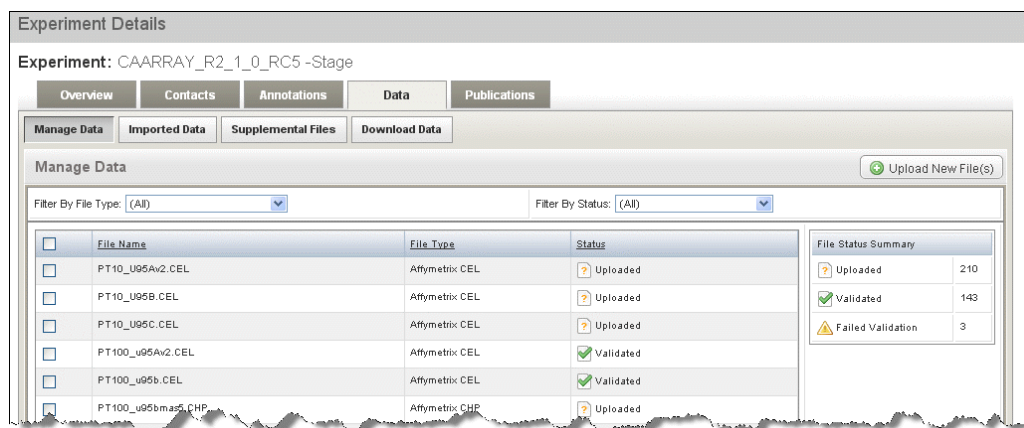 Experiment Details
Experiment: CAARRAY_R2_1_0_RC5 -Stage
Overview Contacts Annotations Data Publications
Manage Data Imported Data Supplemental Files Download Data
Manage Data Upload New File(s)
Filter By File Type: (All) Filter By Status: (All)
File Name File Type Status File Status Summary
PT10_U95Av2.CEL Affymetrix CEL Uploaded Uploaded 210
PT10_U95B.CEL Affymetrix CEL Uploaded Validated 143
PT10_U95C.CEL Affymetrix CEL Uploaded Failed Validation 3
PT100_u95Av2.CEL Affymetrix CEL Validated
PT100_u95b.CEL Affymetrix CEL Validated
PT100_u95bmas5.CHP Affymetrix CHP Uploaded